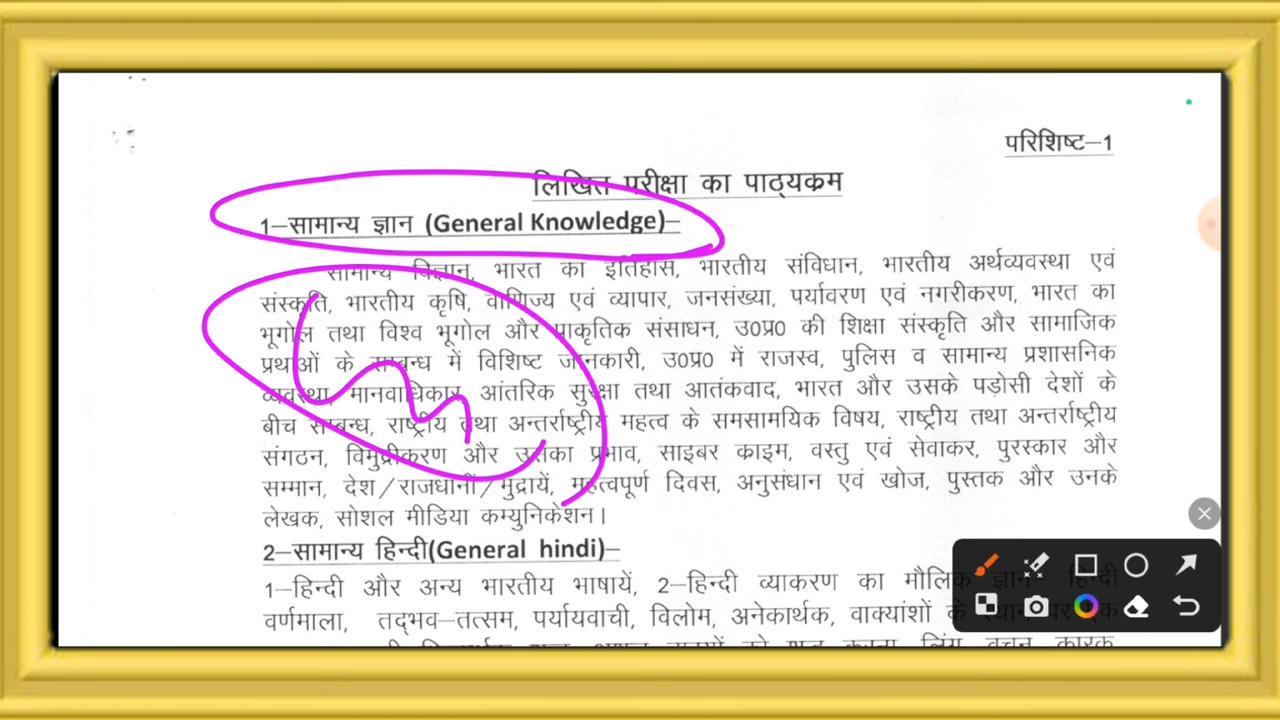 परिशिष्ट–1
लिखित परीक्षा का पाठ्यकम
1–सामान्य ज्ञान (General Knowledge)–
सामान्य विज्ञान, भारत का इतिहास, भारतीय संविधान, भारतीय अर्थव्यवस्था एवं
संस्कृति, भारतीय कृषि, वाणिज्य एवं व्यापार, जनसंख्या, पर्यावरण एवं नगरीकरण, भारत का
भूगोल तथा विश्व भूगोल और प्राकृतिक संसाधन, उ0प्र0 की शिक्षा संस्कृति और सामाजिक
प्रथाओं के सम्बन्ध में विशिष्ट जानकारी, उ0प्र0 में राजस्व, पुलिस व सामान्य प्रशासनिक
व्यवस्था, मानवाधिकार, आंतरिक सुरक्षा तथा आतंकवाद, भारत और उसके पड़ोसी देशों के
बीच सम्बन्ध, राष्ट्रीय तथा अन्तर्राष्ट्रीय महत्व के समसामयिक विषय, राष्ट्रीय तथा अन्तर्राष्ट्रीय
संगठन, विमुद्रीकरण और उसका प्रभाव, साइबर काइम, वस्तु एवं सेवाकर, पुरस्कार और
सम्मान, देश/राजधानी/मुद्रायें, महत्वपूर्ण दिवस, अनुसंधान एवं खोज, पुस्तक और उनके
लेखक, सोशल मीडिया कम्युनिकेशन।
2–सामान्य हिन्दी(General hindi)–
1–हिन्दी और अन्य भारतीय भाषायें, 2–हिन्दी व्याकरण का मौलिक ज्ञान– हिन्दी
वर्णमाला, तद्भव–तत्सम, पर्यायवाची, विलोम, अनेकार्थक, वाक्यांशों के स्थान पर एक